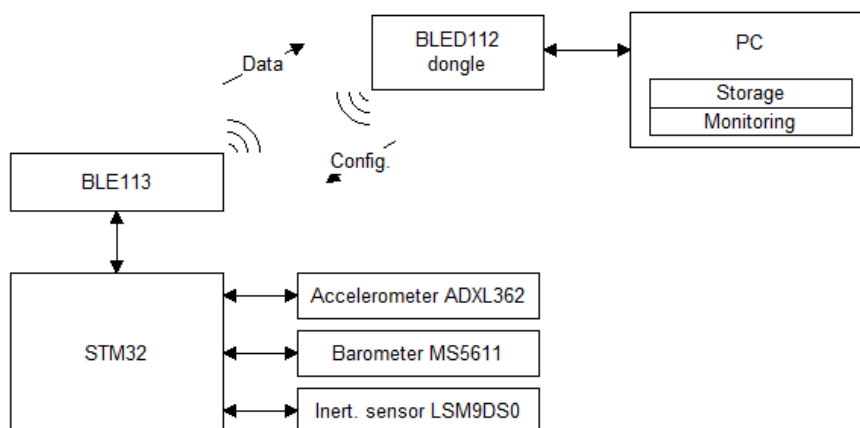 BLED112
dongle
PC
Data
Storage
Monitoring
Config.
BLE113
STM32
Accelerometer ADXL362
Barometer MS5611
Inert. sensor LSM9DS0